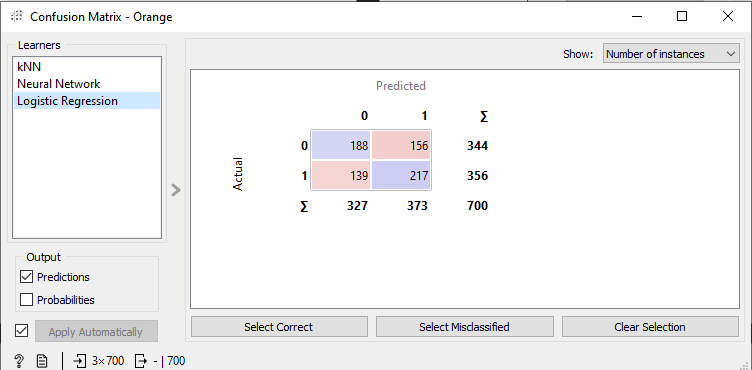 Confusion Matrix - Orange
Learners
kNN
Neural Network
Logistic Regression
Output
Predictions
Probabilities
Apply Automatically
Show: Number of instances
Predicted
0 1 ∑
Actual
0 188 156 344
1 139 217 356
∑ 327 373 700
Select Correct Select Misclassified Clear Selection
? 3×700 - | 700